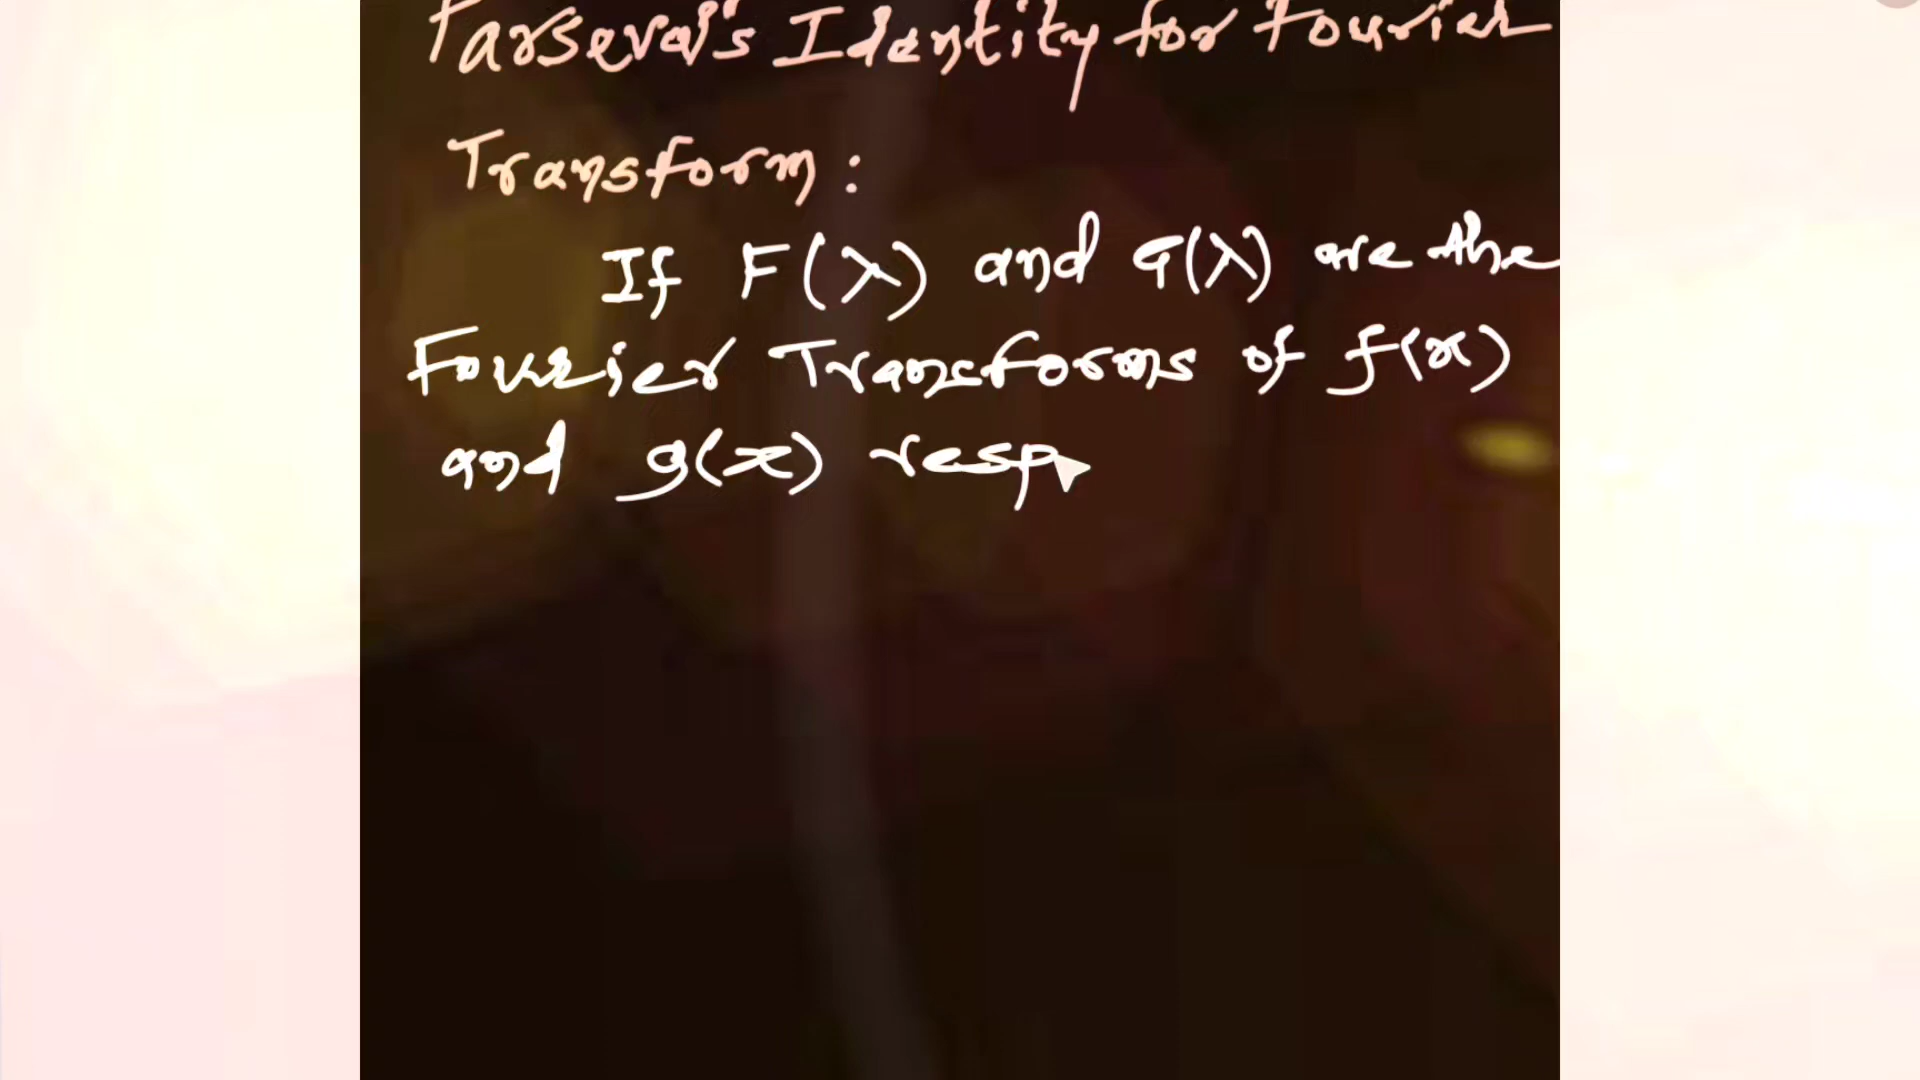 Parseval's Identity for Fourier
Transform :
If F(λ) and G(λ) are the
Fourier Transforms of f(x)
and g(x) resp